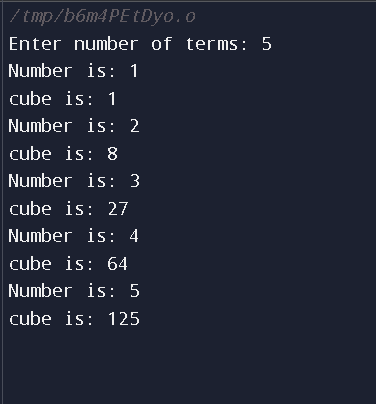 /tmp/b6m4PEtDyo.o
Enter number of terms: 5
Number is: 1
cube is: 1
Number is: 2
cube is: 8
Number is: 3
cube is: 27
Number is: 4
cube is: 64
Number is: 5
cube is: 125